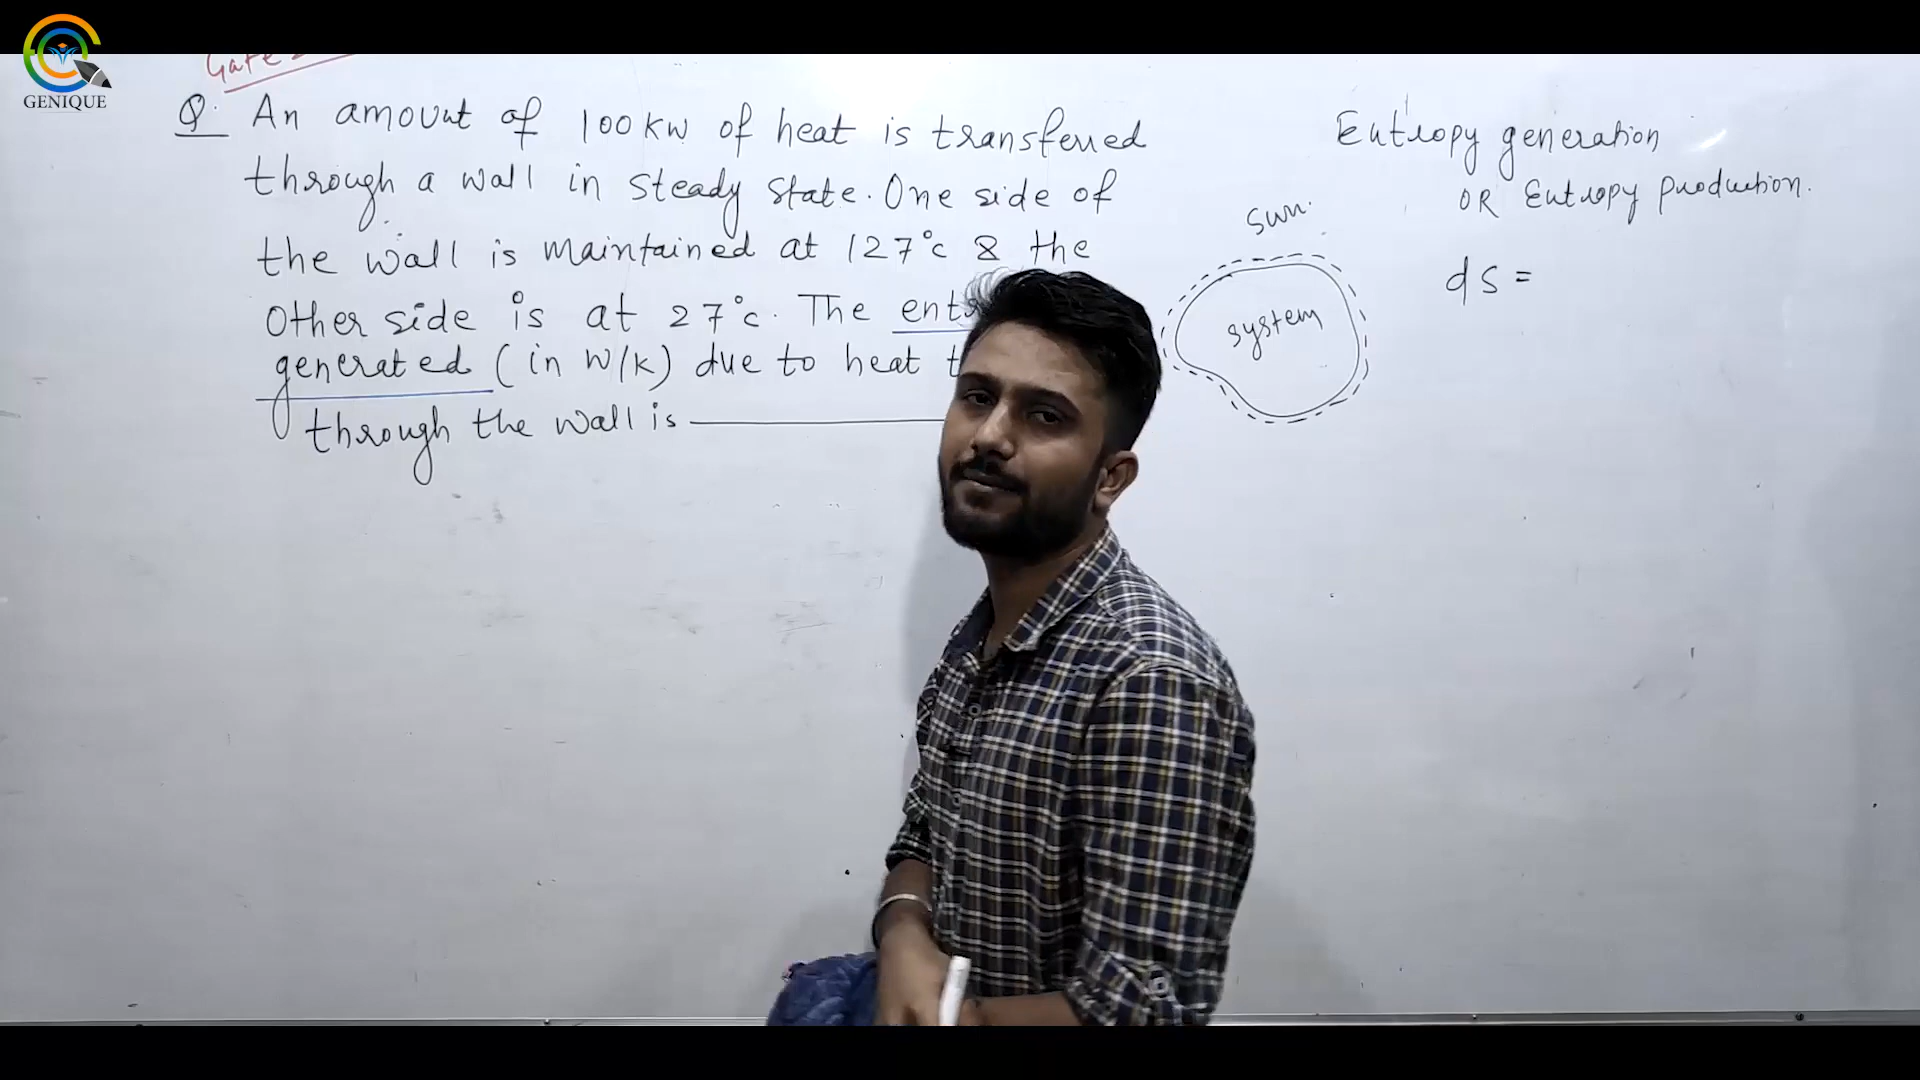 GENIQUE
Gate
Q. An amount of 100 kW of heat is transferred
through a wall in steady state. One side of
the wall is maintained at 127°c & the
other side is at 27°c. The
generated (in W/K) due to heat
through the wall is
Entropy generation
OR Entropy production.
surr.
system
ds =